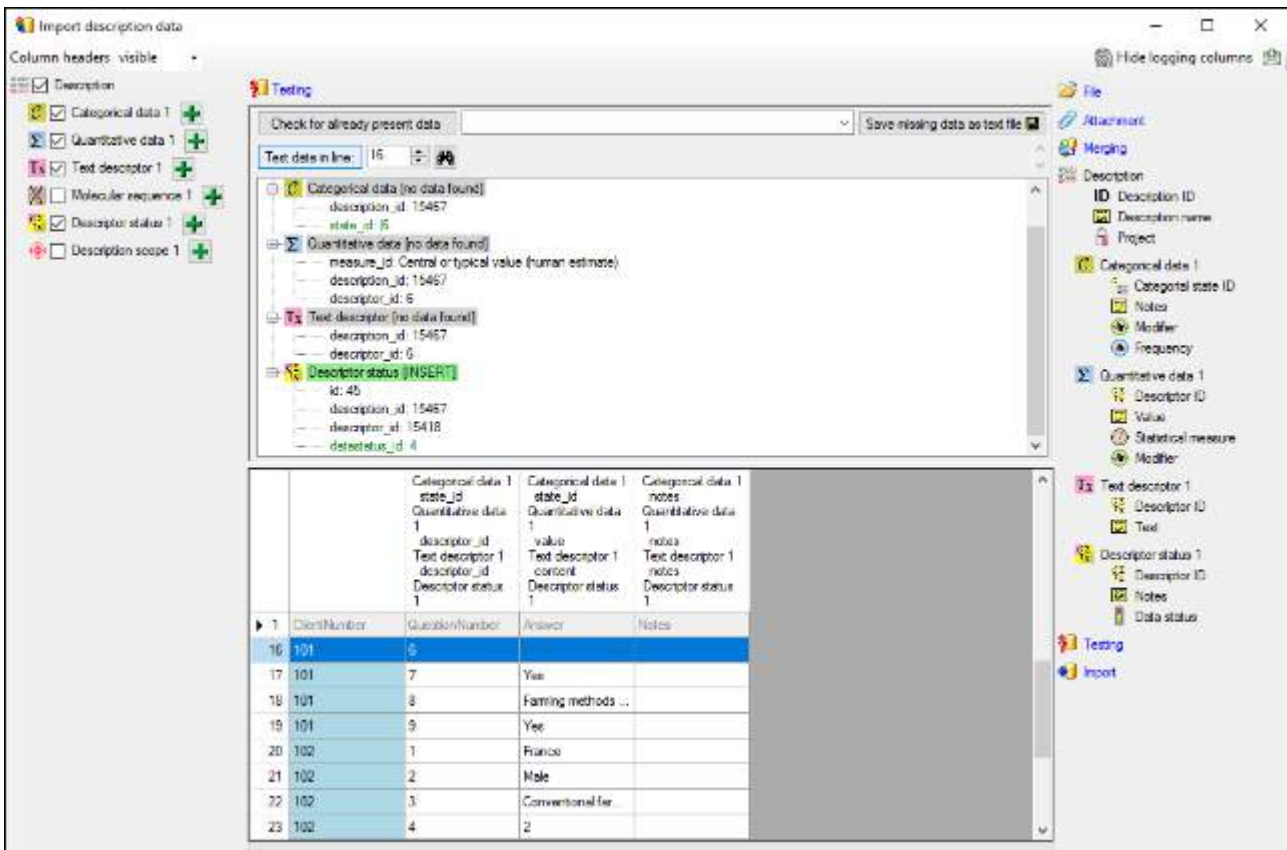 Import description data
Column headers visible
Hide logging columns
Description
Categorical data 1
Quantitative data 1
Text descriptor 1
Molecular sequence 1
Descriptor status 1
Description scope 1
Testing
Check for already present data
Save missing data as text file
Test data in line: 16
Categorical data [no data found]
description_id: 15467
state_id: |6
Quantitative data [no data found]
measure_id: Central or typical value (human estimate)
description_id: 15467
descriptor_id: 6
Text descriptor [no data found]
description_id: 15467
descriptor_id: 6
Descriptor status [INSERT]
id: 45
description_id: 15467
descriptor_id: 15418
datastatus_id: 4
Categorical data 1
state_id
Quantitative data
1
descriptor_id
Text descriptor 1
descriptor_id
Descriptor status
1
Categorical data 1
state_id
Quantitative data
1
value
Text descriptor 1
content
Descriptor status
1
Categorical data 1
notes
Quantitative data
1
notes
Text descriptor 1
notes
Descriptor status
1
1 ClientNumber QuestionNumber Answer Notes
16 101 6
17 101 7 Yes
18 101 8 Farming methods ...
19 101 9 Yes
20 102 1 France
21 102 2 Male
22 102 3 Conventional far...
23 102 4 2
File
Attachment
Merging
Description
ID Description ID
Description name
Project
Categorical data 1
Categorial state ID
Notes
Modifier
Frequency
Quantitative data 1
Descriptor ID
Value
Statistical measure
Modifier
Text descriptor 1
Descriptor ID
Text
Descriptor status 1
Descriptor ID
Notes
Data status
Testing
Import